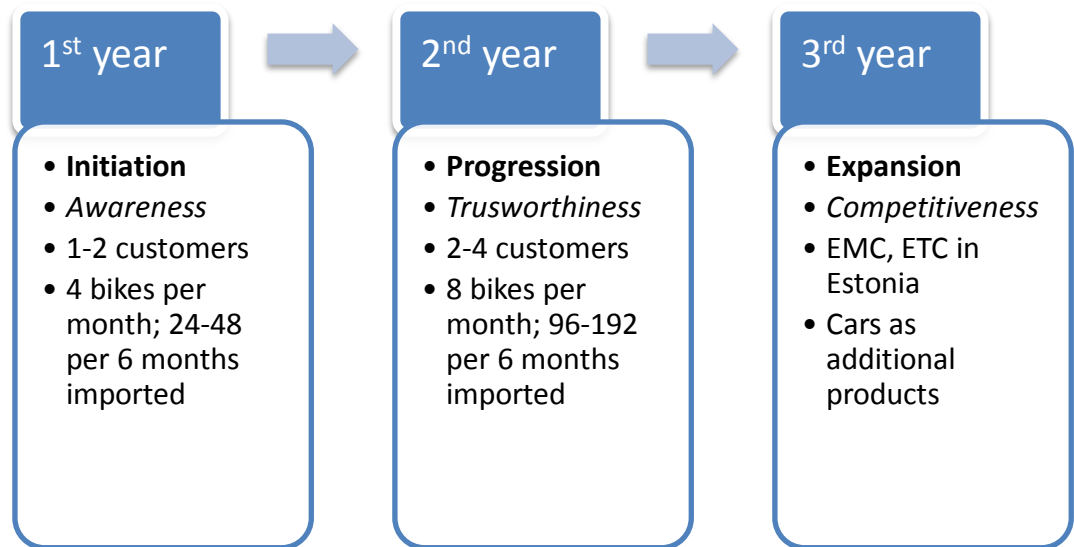 1st year
• Initiation
• Awareness
• 1-2 customers
• 4 bikes per
month; 24-48
per 6 months
imported
2nd year
• Progression
• Trusworthiness
• 2-4 customers
• 8 bikes per
month; 96-192
per 6 months
imported
3rd year
• Expansion
• Competitiveness
• EMC, ETC in
Estonia
• Cars as
additional
products